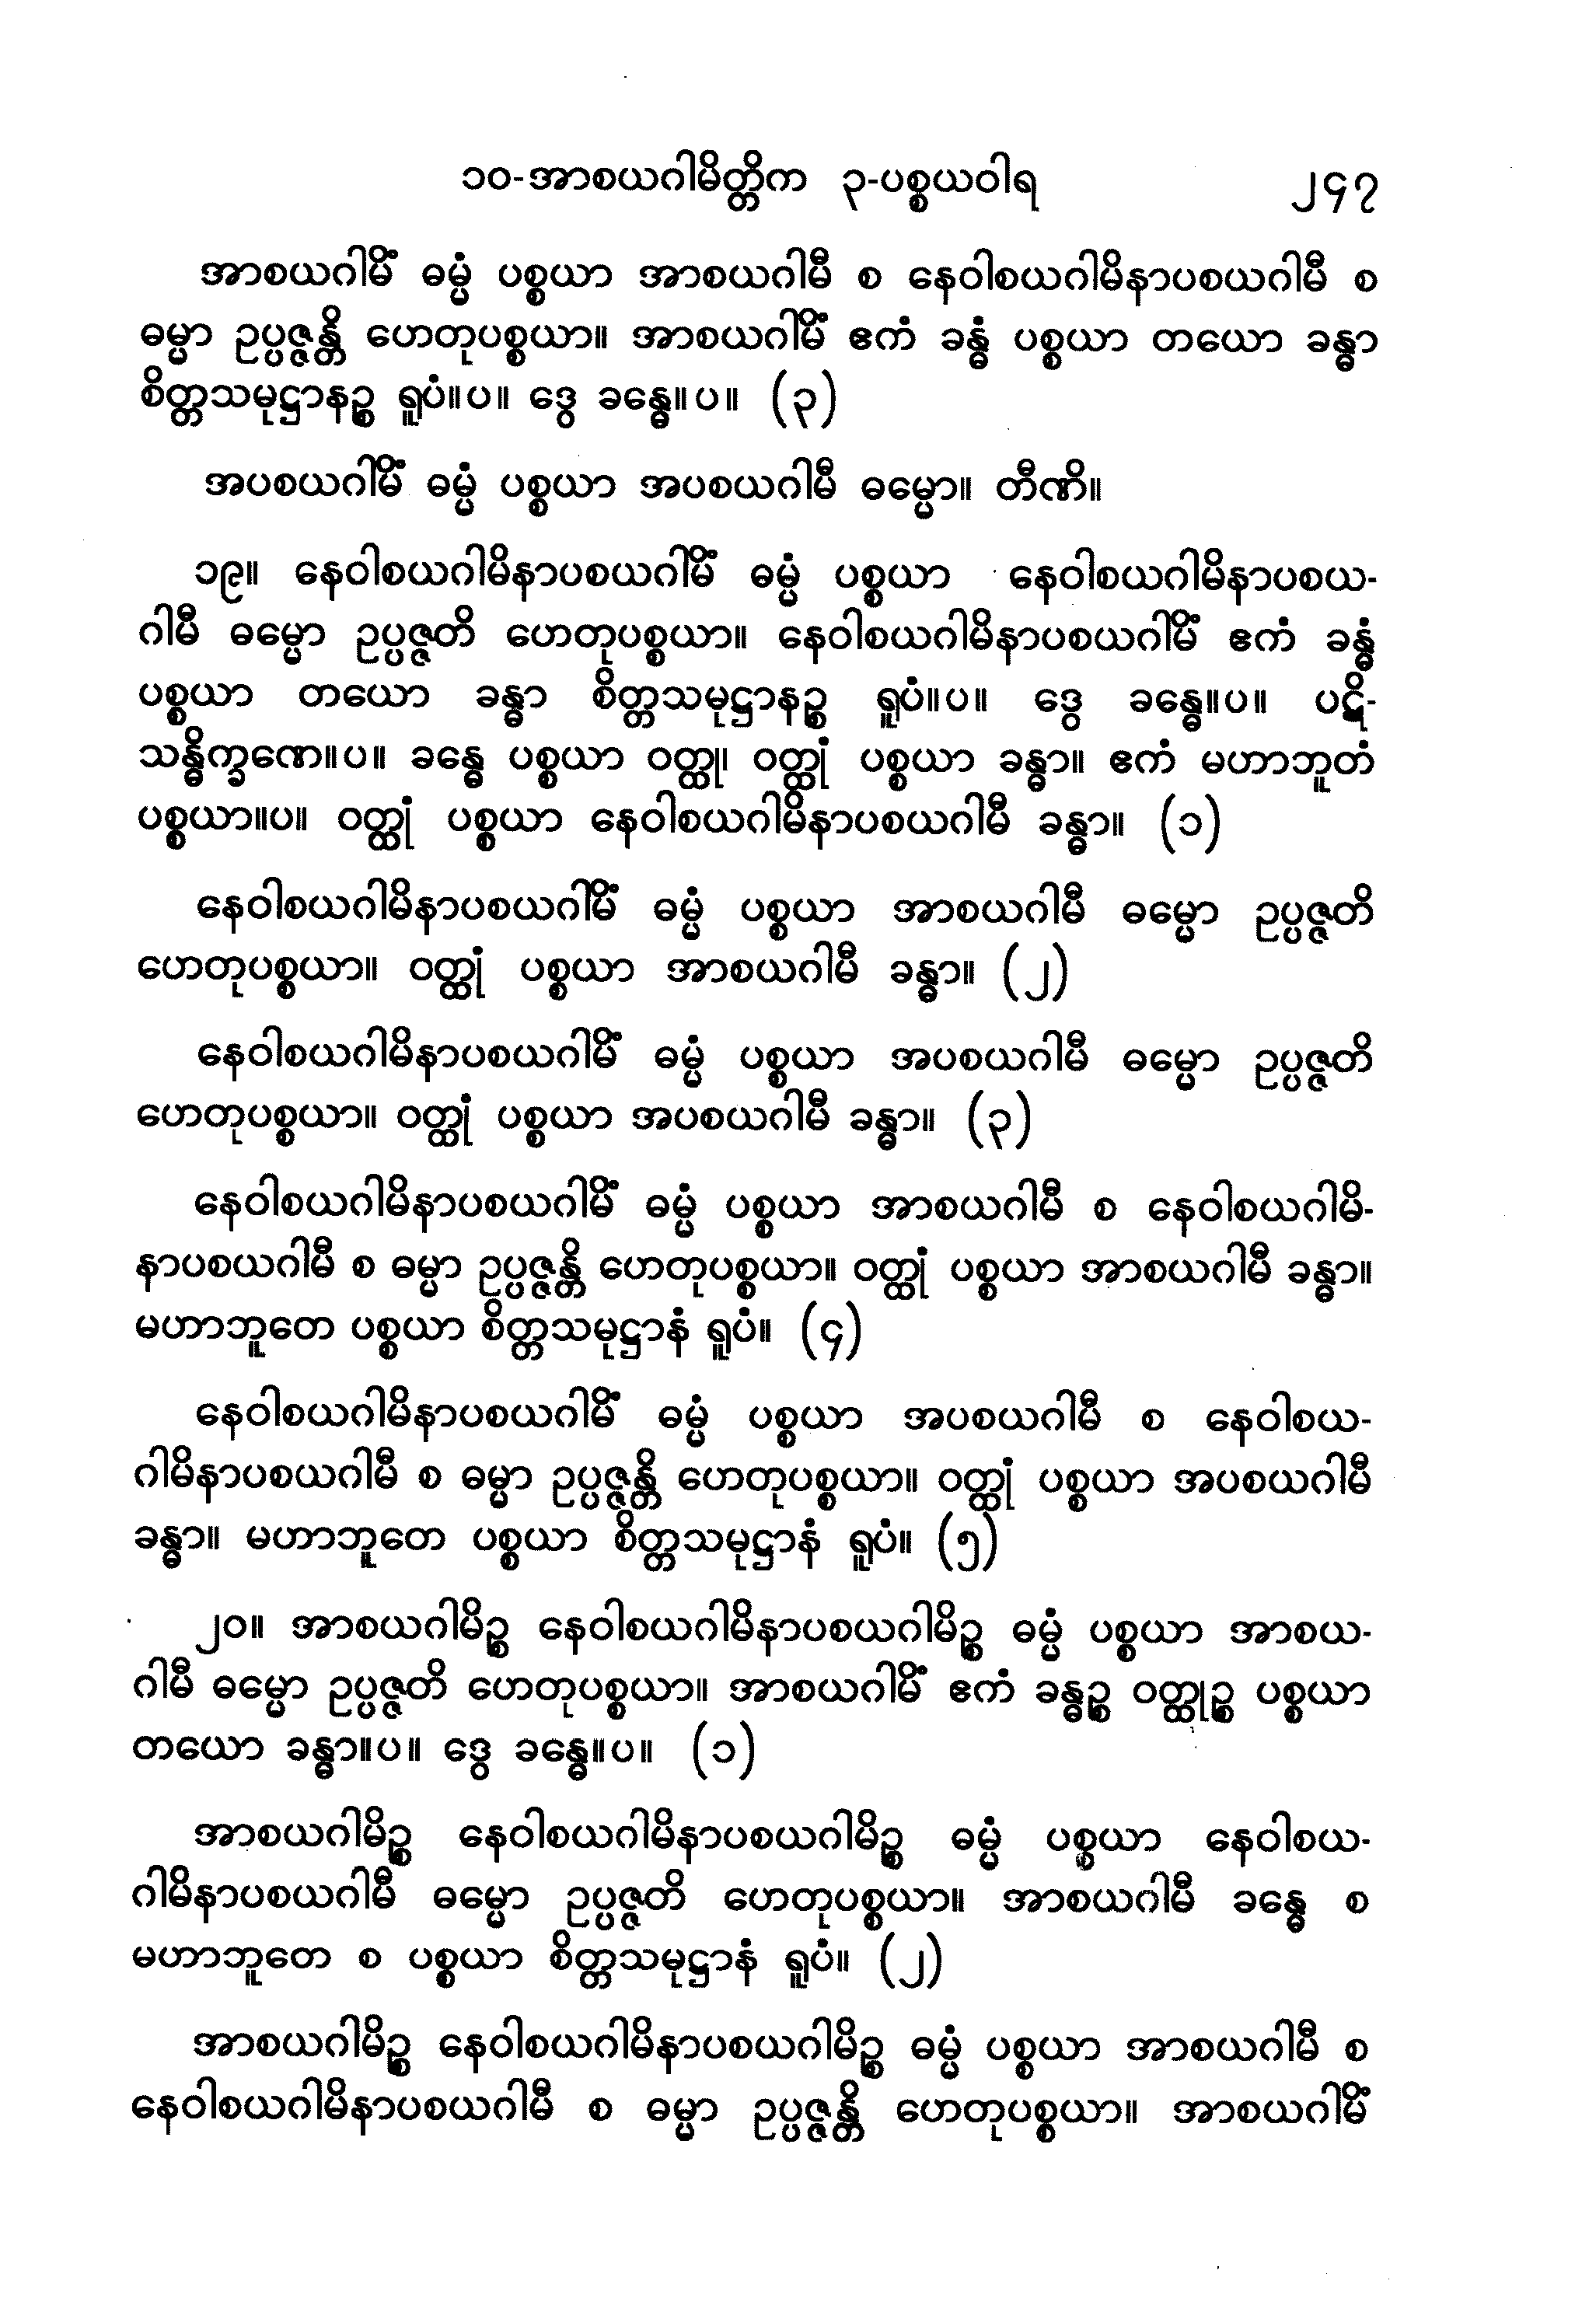 ၁၀-အာစယဂါမိတ္တိက ၃-ပစ္စယဝါရ ၂၄၇
အာစယဂါမိံ ဓမ္မံ ပစ္စယာ အာစယဂါမီ စ နေဝါစယဂါမိနာပစယဂါမီ စ
ဓမ္မာ ဥပ္ပဇ္ဇန္တိ ဟေတုပစ္စယာ။ အာစယဂါမိံ ဧကံ ခန္ဓံ ပစ္စယာ တယော ခန္ဓာ
စိတ္တသမုဋ္ဌာနဉ္စ ရူပံ။ပ။ ဒွေ ခန္ဓေ။ပ။ (၃)
အပစယဂါမိံ ဓမ္မံ ပစ္စယာ အပစယဂါမီ ဓမ္မော။ တီဏိ။
၁၉။ နေဝါစယဂါမိနာပစယဂါမိံ ဓမ္မံ ပစ္စယာ နေဝါစယဂါမိနာပစယ-
ဂါမီ ဓမ္မော ဥပ္ပဇ္ဇတိ ဟေတုပစ္စယာ။ နေဝါစယဂါမိနာပစယဂါမိံ ဧကံ ခန္ဓံ
ပစ္စယာ တယော ခန္ဓာ စိတ္တသမုဋ္ဌာနဉ္စ ရူပံ။ပ။ ဒွေ ခန္ဓေ။ပ။ ပဋိ-
သန္ဓိက္ခဏေ။ပ။ ခန္ဓေ ပစ္စယာ ဝတ္ထု၊ ဝတ္ထုံ ပစ္စယာ ခန္ဓာ။ ဧကံ မဟာဘူတံ
ပစ္စယာ။ပ။ ဝတ္ထုံ ပစ္စယာ နေဝါစယဂါမိနာပစယဂါမီ ခန္ဓာ။ (၁)
နေဝါစယဂါမိနာပစယဂါမိံ ဓမ္မံ ပစ္စယာ အာစယဂါမီ ဓမ္မော ဥပ္ပဇ္ဇတိ
ဟေတုပစ္စယာ။ ဝတ္ထုံ ပစ္စယာ အာစယဂါမီ ခန္ဓာ။ (၂)
နေဝါစယဂါမိနာပစယဂါမိံ ဓမ္မံ ပစ္စယာ အပစယဂါမီ ဓမ္မော ဥပ္ပဇ္ဇတိ
ဟေတုပစ္စယာ။ ဝတ္ထုံ ပစ္စယာ အပစယဂါမီ ခန္ဓာ။ (၃)
နေဝါစယဂါမိနာပစယဂါမိံ ဓမ္မံ ပစ္စယာ အာစယဂါမီ စ နေဝါစယဂါမိ-
နာပစယဂါမီ စ ဓမ္မာ ဥပ္ပဇ္ဇန္တိ ဟေတုပစ္စယာ။ ဝတ္ထုံ ပစ္စယာ အာစယဂါမီ ခန္ဓာ။
မဟာဘူတေ ပစ္စယာ စိတ္တသမုဋ္ဌာနံ ရူပံ။ (၄)
နေဝါစယဂါမိနာပစယဂါမိံ ဓမ္မံ ပစ္စယာ အပစယဂါမီ စ နေဝါစယ-
ဂါမိနာပစယဂါမီ စ ဓမ္မာ ဥပ္ပဇ္ဇန္တိ ဟေတုပစ္စယာ။ ဝတ္ထုံ ပစ္စယာ အပစယဂါမီ
ခန္ဓာ။ မဟာဘူတေ ပစ္စယာ စိတ္တသမုဋ္ဌာနံ ရူပံ။ (၅)
၂၀။ အာစယဂါမိဉ္စ နေဝါစယဂါမိနာပစယဂါမိဉ္စ ဓမ္မံ ပစ္စယာ အာစယ-
ဂါမီ ဓမ္မော ဥပ္ပဇ္ဇတိ ဟေတုပစ္စယာ။ အာစယဂါမိံ ဧကံ ခန္ဓဉ္စ ဝတ္ထုဉ္စ ပစ္စယာ
တယော ခန္ဓာ။ပ။ ဒွေ ခန္ဓေ။ပ။ (၁)
အာစယဂါမိဉ္စ နေဝါစယဂါမိနာပစယဂါမိဉ္စ ဓမ္မံ ပစ္စယာ နေဝါစယ-
ဂါမိနာပစယဂါမီ ဓမ္မော ဥပ္ပဇ္ဇတိ ဟေတုပစ္စယာ။ အာစယဂါမီ ခန္ဓေ စ
မဟာဘူတေ စ ပစ္စယာ စိတ္တသမုဋ္ဌာနံ ရူပံ။ (၂)
အာစယဂါမိဉ္စ နေဝါစယဂါမိနာပစယဂါမိဉ္စ ဓမ္မံ ပစ္စယာ အာစယဂါမီ စ
နေဝါစယဂါမိနာပစယဂါမီ စ ဓမ္မာ ဥပ္ပဇ္ဇန္တိ ဟေတုပစ္စယာ။ အာစယဂါမိံ